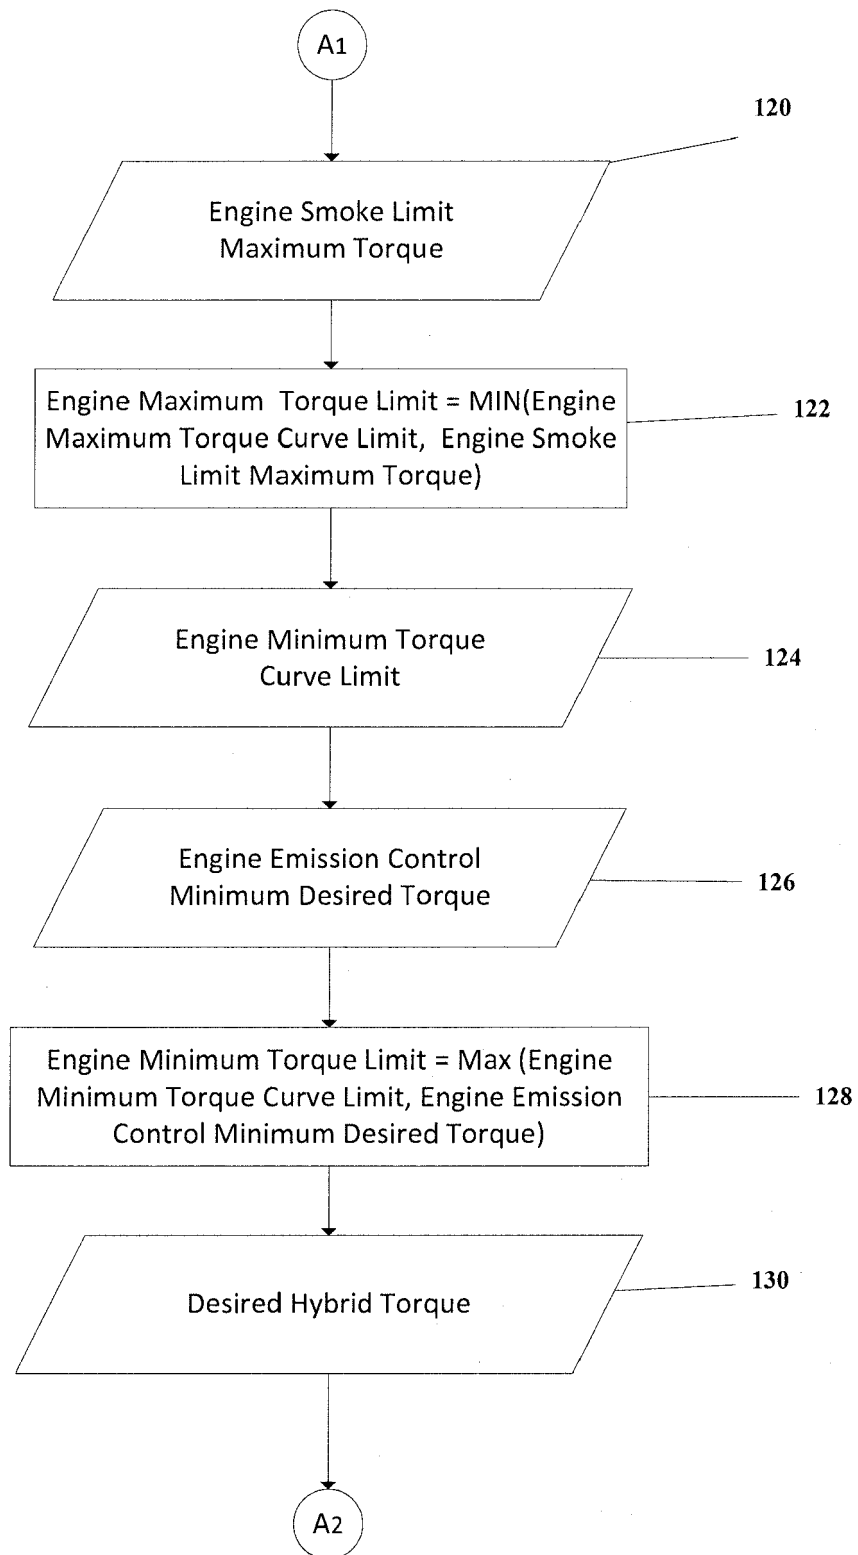 A1
120
Engine Smoke Limit
Maximum Torque
Engine Maximum  Torque Limit = MIN(Engine
Maximum Torque Curve Limit,  Engine Smoke
Limit Maximum Torque)
122
Engine Minimum Torque
Curve Limit
124
Engine Emission Control
Minimum Desired Torque
126
Engine Minimum Torque Limit = Max (Engine
Minimum Torque Curve Limit, Engine Emission
Control Minimum Desired Torque)
128
Desired Hybrid Torque
130
A2